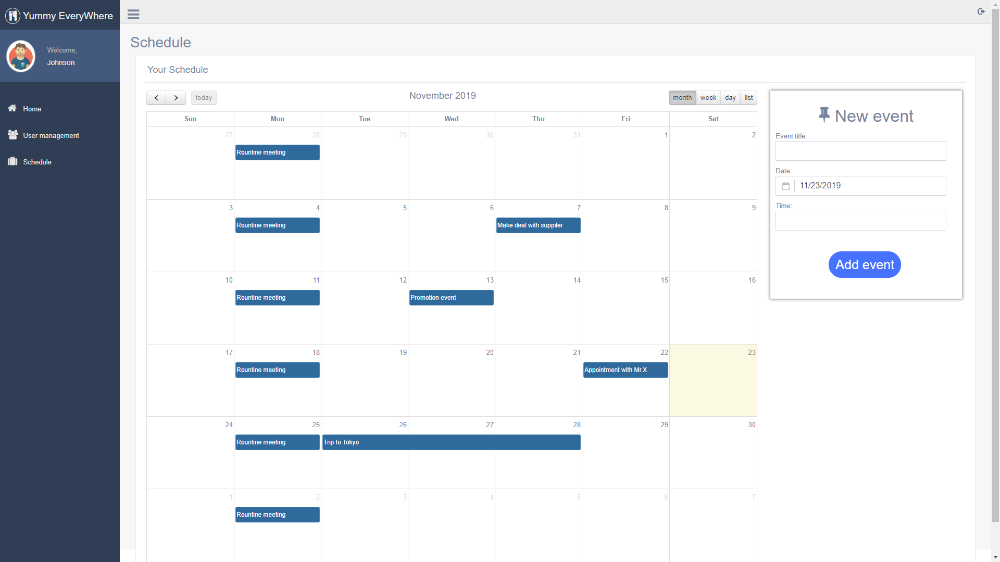 Yummy EveryWhere
Welcome,
Johnson
Home
User management
Schedule
Schedule
Your Schedule
today
November 2019
month week day list
Sun Mon Tue Wed Thu Fri Sat
27 28 29 30 31 1 2
Rountine meeting
3 4 5 6 7 8 9
Rountine meeting Make deal with suppiler
10 11 12 13 14 15 16
Rountine meeting Promotion event
17 18 19 20 21 22 23
Rountine meeting Appointment with Mr.X
24 25 26 27 28 29 30
Rountine meeting Trip to Tokyo
1 2 3 4 5 6 7
Rountine meeting
New event
Event title:
Date:
11/23/2019
Time:
Add event